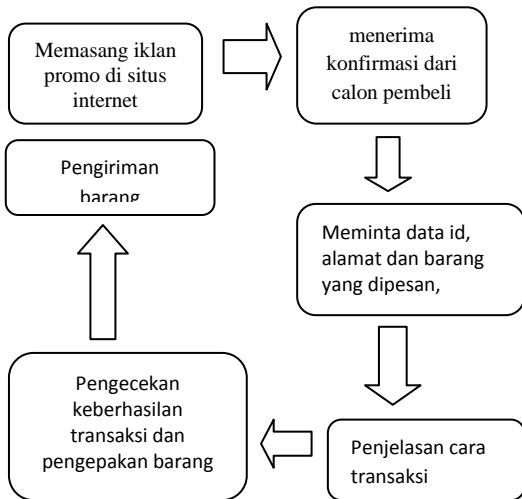 Memasang iklan
promo di situs
internet
menerima
konfirmasi dari
calon pembeli
Meminta data id,
alamat dan barang
yang dipesan,
Penjelasan cara
transaksi
Pengecekan
keberhasilan
transaksi dan
pengepakan barang
Pengiriman
barang